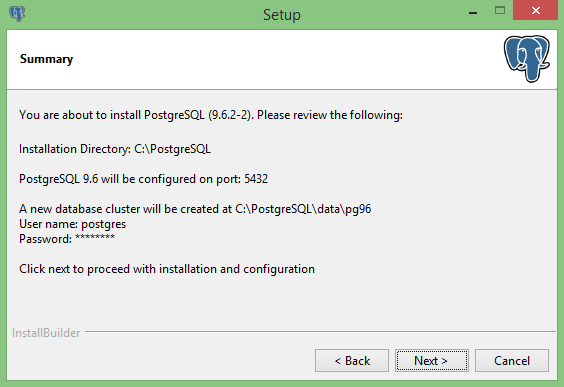 Setup
Summary
You are about to install PostgreSQL (9.6.2-2). Please review the following:
Installation Directory: C:\PostgreSQL
PostgreSQL 9.6 will be configured on port: 5432
A new database cluster will be created at C:\PostgreSQL\data\pg96
User name: postgres
Password: ********
Click next to proceed with installation and configuration
InstallBuilder
< Back
Next >
Cancel